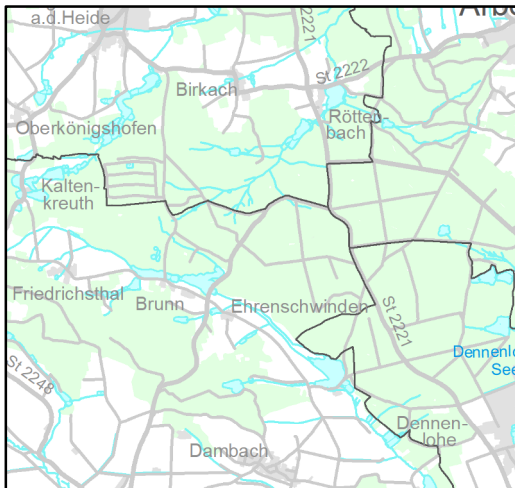 a.d.Heide
2221
St 2222
Birkach
Rötten-
bach
Oberkönigshofen
Kalten-
kreuth
Friedrichsthal
Brunn
Ehrenschwinden
St 2221
St 2248
See
Dennen-
lohe
Dambach